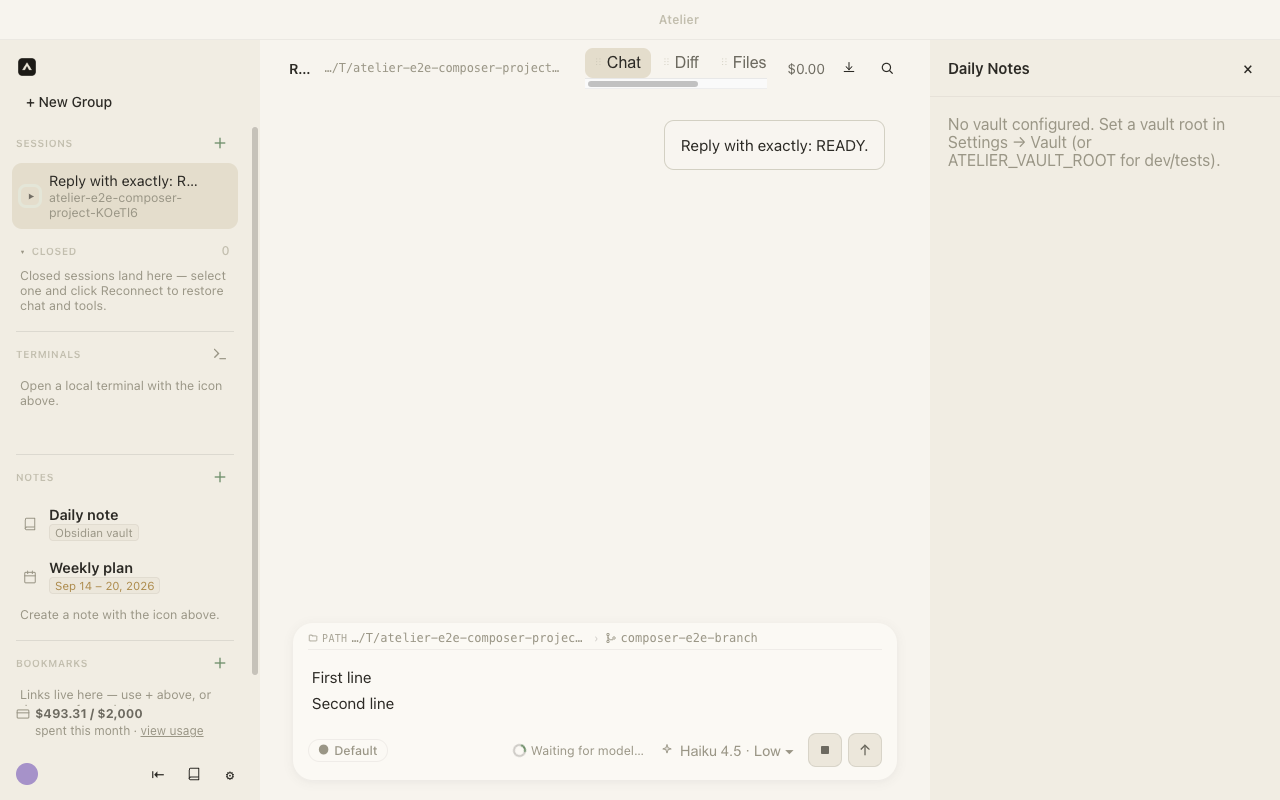 Atelier
+ New Group
SESSIONS
Reply with exactly: R...
atelier-e2e-composer-
project-KOeTI6
CLOSED 0
Closed sessions land here — select
one and click Reconnect to restore
chat and tools.
TERMINALS
Open a local terminal with the icon
above.
NOTES
Daily note
Obsidian vault
Weekly plan
Sep 14 – 20, 2026
Create a note with the icon above.
BOOKMARKS
Links live here — use + above, or
$493.31 / $2,000
spent this month · view usage
R... …/T/atelier-e2e-composer-project… Chat Diff Files $0.00
Reply with exactly: READY.
PATH …/T/atelier-e2e-composer-projec… › composer-e2e-branch
First line
Second line
Default Waiting for model… Haiku 4.5 · Low
Daily Notes ×
No vault configured. Set a vault root in
Settings → Vault (or
ATELIER_VAULT_ROOT for dev/tests).